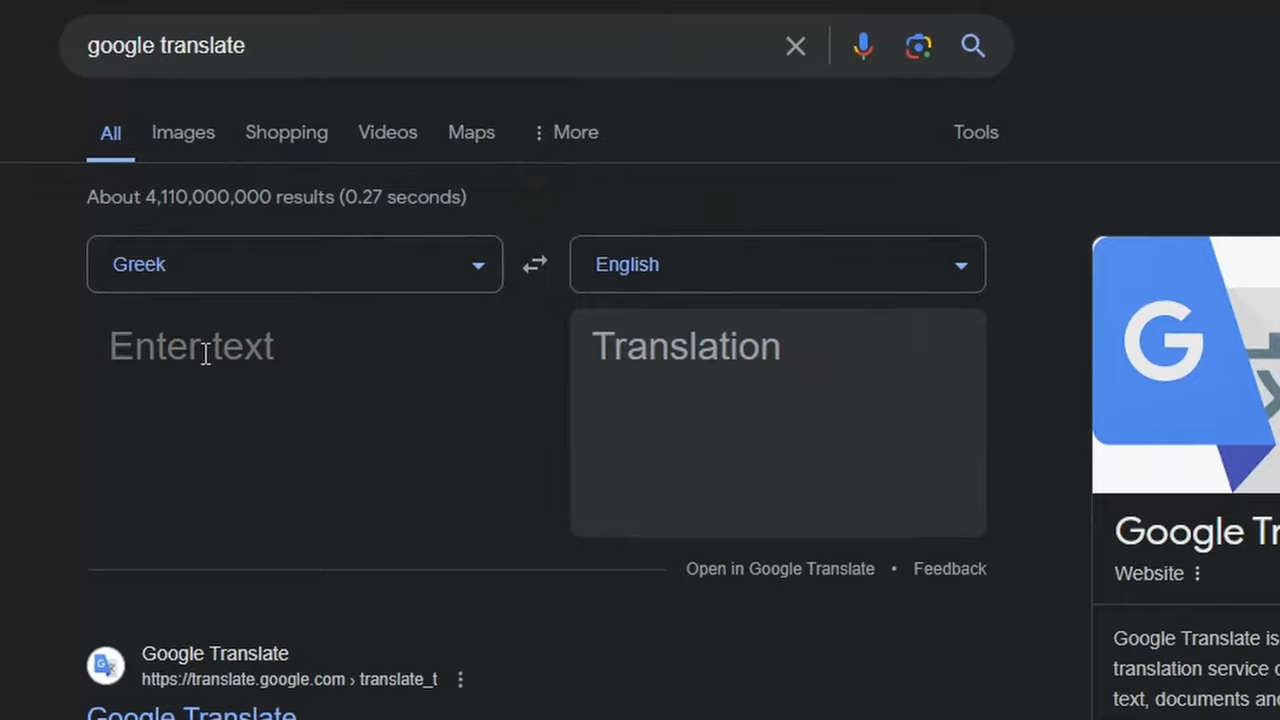 google translate
All Images Shopping Videos Maps More Tools
About 4,110,000,000 results (0.27 seconds)
Greek English
Enter text Translation
Open in Google Translate • Feedback
Google Translate
https://translate.google.com › translate_t
Google Translate
G
Google Tr
Website
Google Translate is
translation service
text, documents and